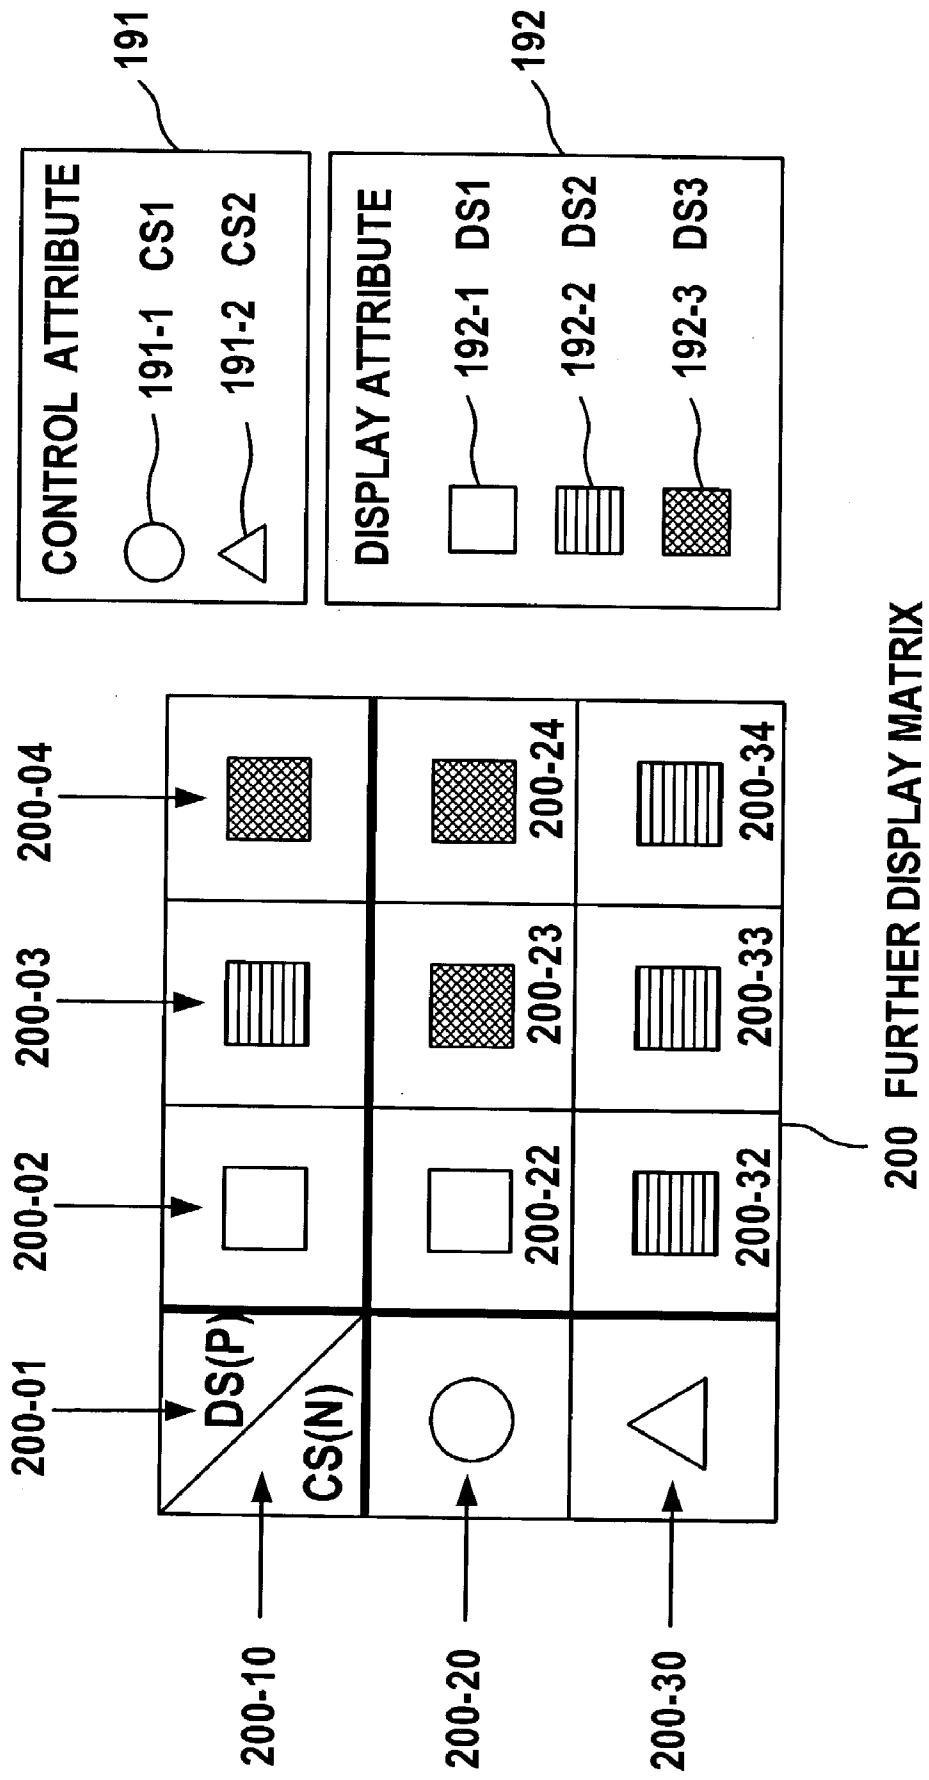 200-01
200-02
200-03
200-04
200-10
DS(P)
CS(N)
200-20
200-22
200-23
200-24
200-30
200-32
200-33
200-34
CONTROL ATTRIBUTE
191-1 CS1
191-2 CS2
191
DISPLAY ATTRIBUTE
192-1 DS1
192-2 DS2
192-3 DS3
192
200 FURTHER DISPLAY MATRIX